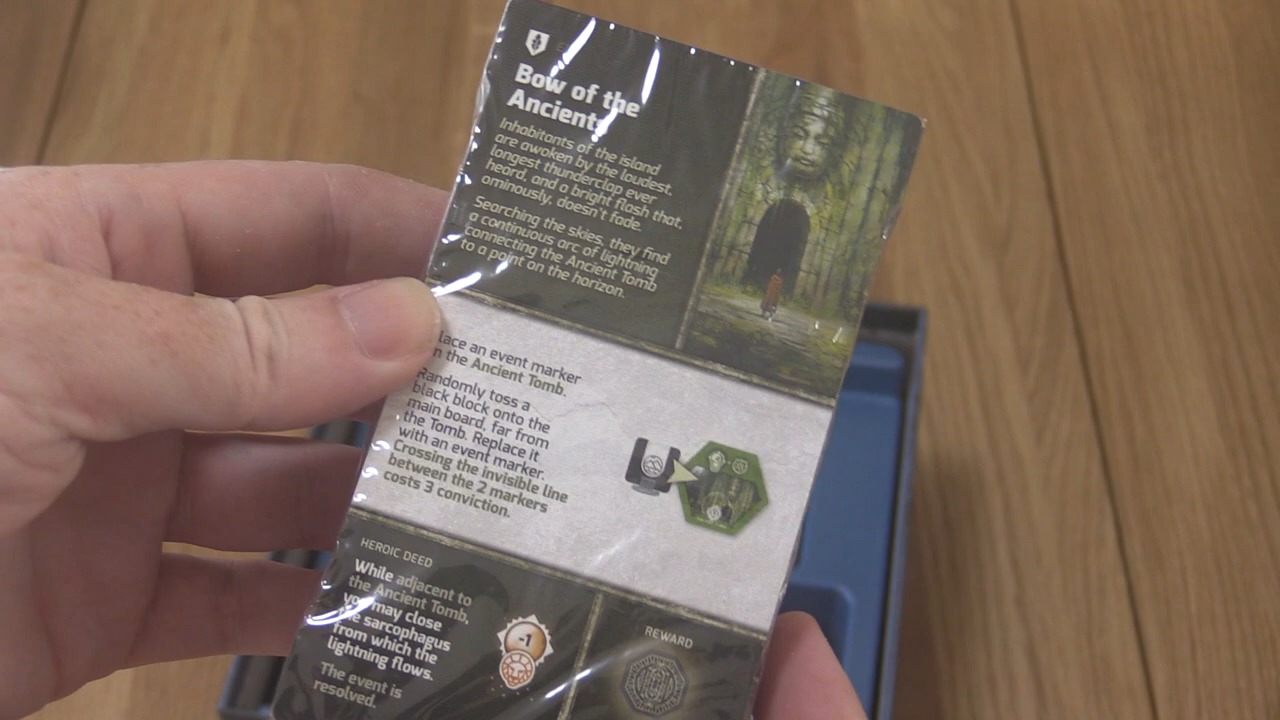 Bow of the
Ancients
Inhabitants of the island
are awoken by the loudest,
longest thunderclap ever
heard, and a bright flash that,
ominously, doesn't fade.
Searching the skies, they find
a continuous arc of lightning
connecting the Ancient Tomb
to a point on the horizon.
lace an event marker
n the Ancient Tomb.
Randomly toss a
black block onto the
main board, far from
the Tomb. Replace it
with an event marker.
Crossing the invisible line
between the 2 markers
costs 3 conviction.
HEROIC DEED
While adjacent to
the Ancient Tomb,
you may close
the sarcophagus
from which the
lightning flows.
The event is
resolved.
-1
REWARD